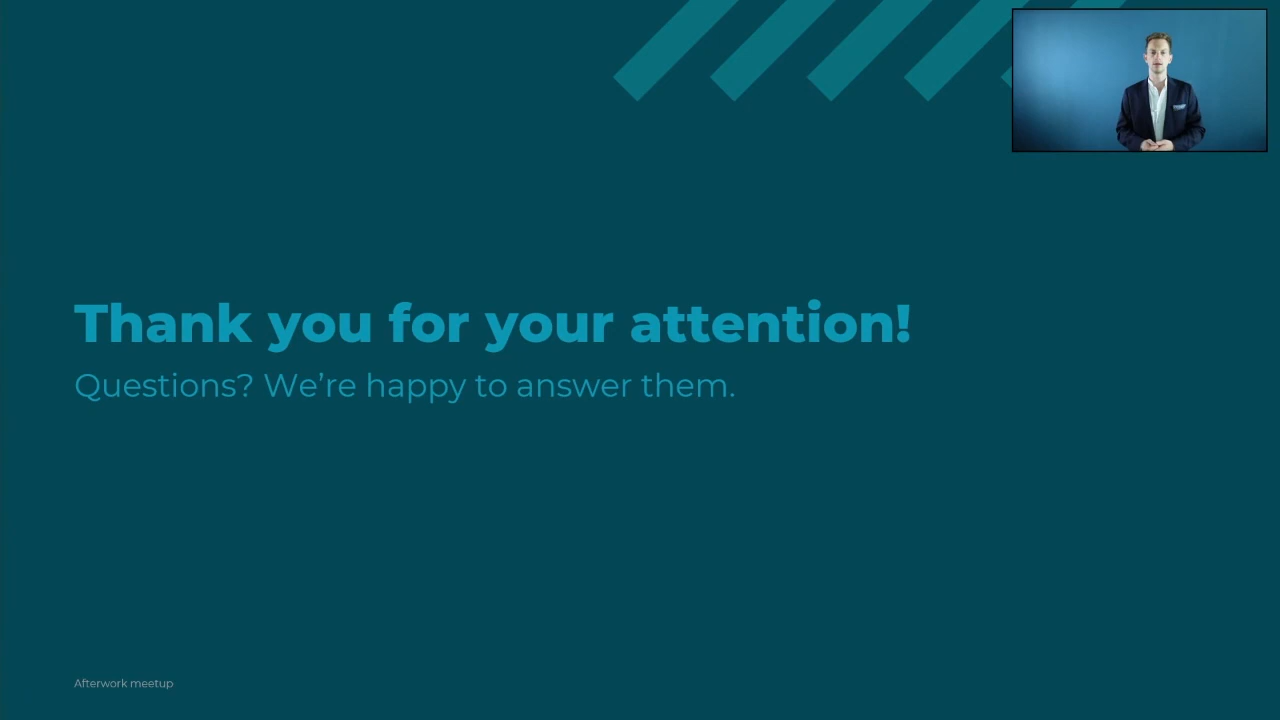 Thank you for your attention!
Questions? We’re happy to answer them.
Afterwork meetup